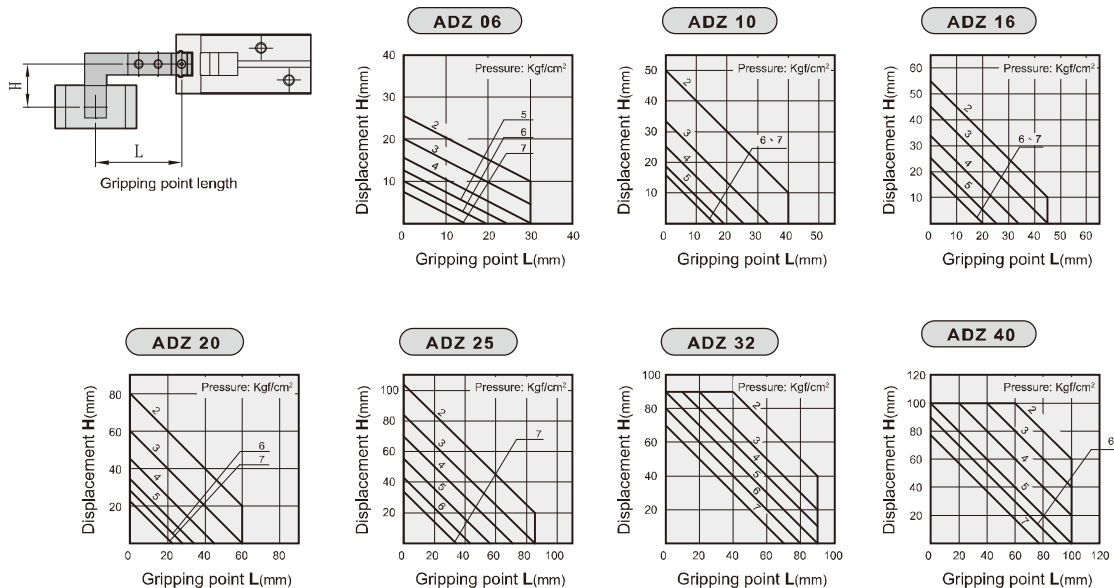 H
L
Gripping point length
ADZ 06
Pressure: Kgf/cm²
Displacement H(mm)
40
30
20
10
0
2
3
4
5
6
7
0 10 20 30 40
Gripping point L(mm)
ADZ 10
Pressure: Kgf/cm²
Displacement H(mm)
50
40
30
20
10
2
3
4
5
6、7
0 10 20 30 40 50
Gripping point L(mm)
ADZ 16
Pressure: Kgf/cm²
Displacement H(mm)
60
50
40
30
20
10
2
3
4
5
6、7
0 10 20 30 40 50 60
Gripping point L(mm)
ADZ 20
Pressure: Kgf/cm²
Displacement H(mm)
80
60
40
20
2
3
4
5
6
7
0 20 40 60 80
Gripping point L(mm)
ADZ 25
Pressure: Kgf/cm²
Displacement H(mm)
100
80
60
40
20
2
3
4
5
6
7
0 20 40 60 80 100
Gripping point L(mm)
ADZ 32
Pressure: Kgf/cm²
Displacement H(mm)
100
80
60
40
20
2
3
4
5
6
7
0 20 40 60 80 100
Gripping point L(mm)
ADZ 40
Pressure: Kgf/cm²
Displacement H(mm)
120
100
80
60
40
20
2
3
4
5
6
7
0 20 40 60 80 100 120
Gripping point L(mm)